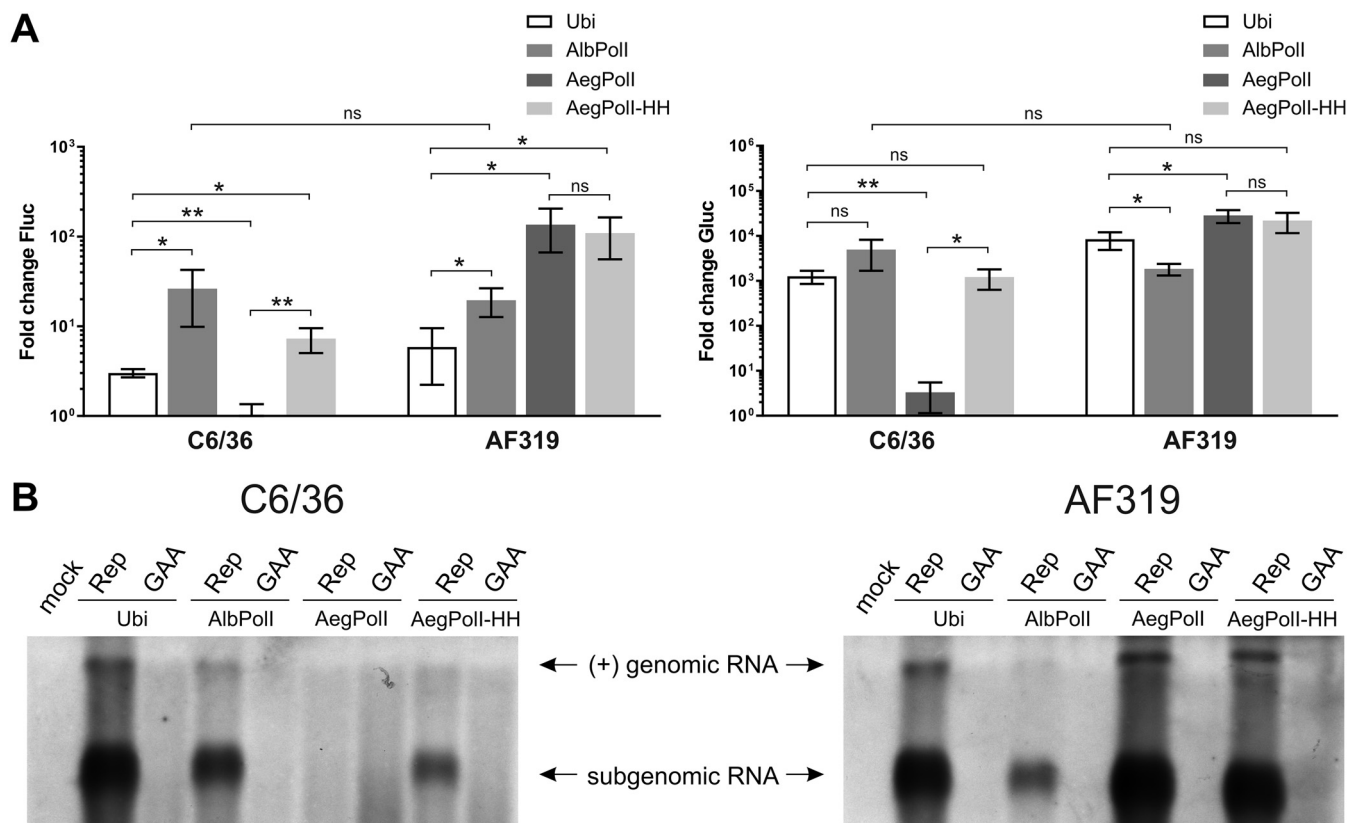 A
Ubi
AlbPolI
AegPolI
AegPolI-HH
Fold change Fluc
10³
10²
10¹
10⁰
ns
*
**
*
**
*
*
*
ns
C6/36
AF319
Ubi
AlbPolI
AegPolI
AegPolI-HH
Fold change Gluc
10⁶
10⁵
10⁴
10³
10²
10¹
10⁰
ns
ns
**
ns
*
ns
*
*
ns
C6/36
AF319
B
C6/36
mock Rep GAA Rep GAA Rep GAA Rep GAA
Ubi AlbPolI AegPolI AegPolI-HH
AF319
mock Rep GAA Rep GAA Rep GAA Rep GAA
Ubi AlbPolI AegPolI AegPolI-HH
(+) genomic RNA
subgenomic RNA